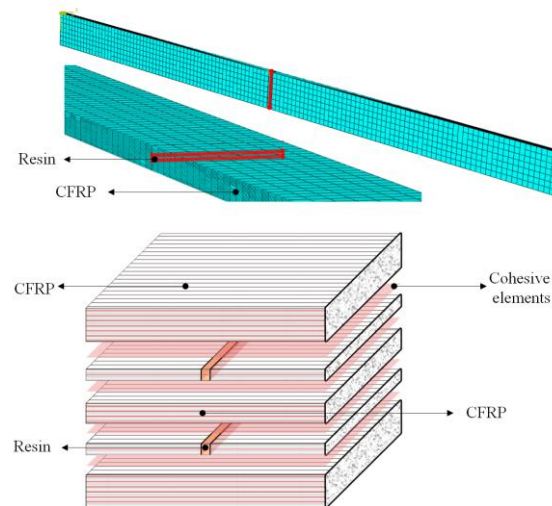 Resin
CFRP
CFRP
Cohesive
elements
CFRP
Resin